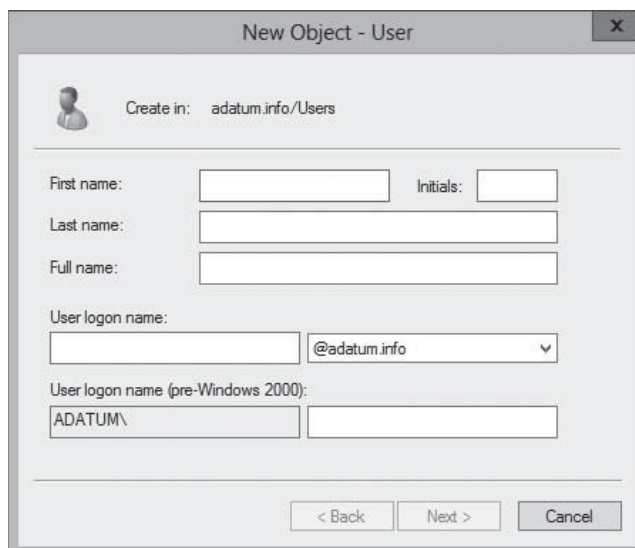 New Object - User
x
Create in: adatum.info/Users
First name:
Initials:
Last name:
Full name:
User logon name:
@adatum.info
User logon name (pre-Windows 2000):
ADATUM\
< Back
Next >
Cancel